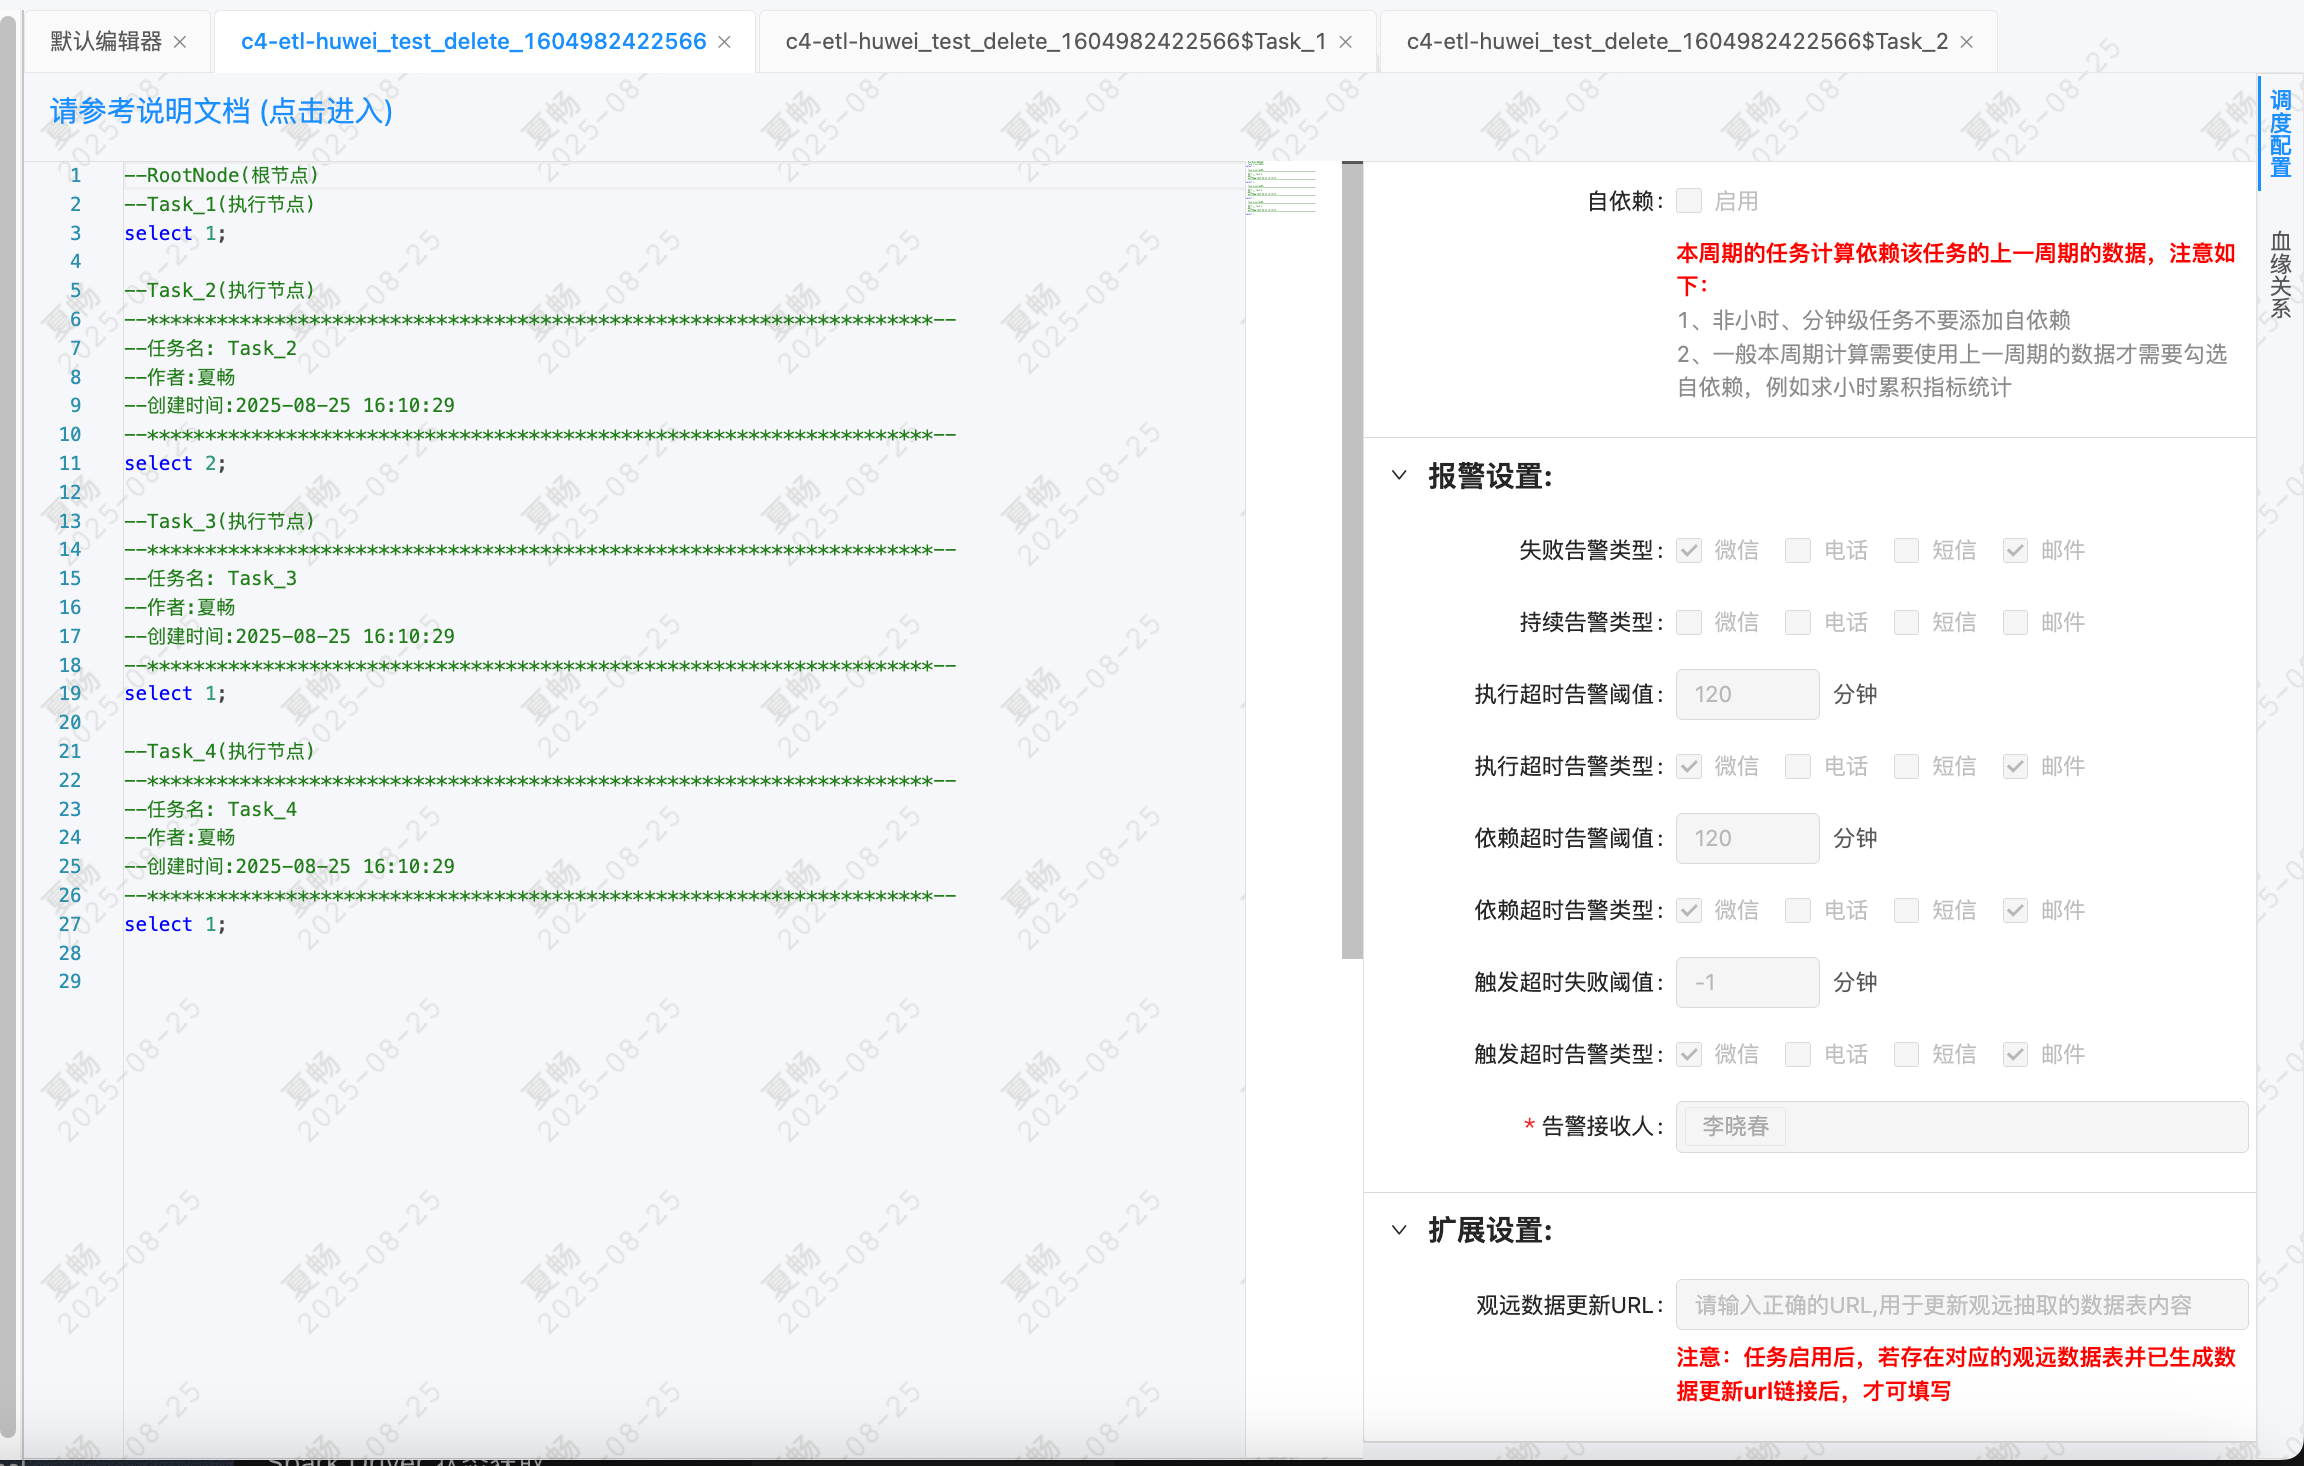 默认编辑器
c4-etl-huwei_test_delete_1604982422566
c4-etl-huwei_test_delete_1604982422566$Task_1
c4-etl-huwei_test_delete_1604982422566$Task_2
请参考说明文档 (点击进入)
1 --RootNode(根节点)
2 --Task_1(执行节点)
3 select 1;
4
5 --Task_2(执行节点)
6 --********************************************************************--
7 --任务名: Task_2
8 --作者:夏畅
9 --创建时间:2025-08-25 16:10:29
10 --********************************************************************--
11 select 2;
12
13 --Task_3(执行节点)
14 --********************************************************************--
15 --任务名: Task_3
16 --作者:夏畅
17 --创建时间:2025-08-25 16:10:29
18 --********************************************************************--
19 select 1;
20
21 --Task_4(执行节点)
22 --********************************************************************--
23 --任务名: Task_4
24 --作者:夏畅
25 --创建时间:2025-08-25 16:10:29
26 --********************************************************************--
27 select 1;
28
29
自依赖: 启用
本周期的任务计算依赖该任务的上一周期的数据，注意如
下：
1、非小时、分钟级任务不要添加自依赖
2、一般本周期计算需要使用上一周期的数据才需要勾选
自依赖，例如求小时累积指标统计
报警设置:
失败告警类型: 微信 电话 短信 邮件
持续告警类型: 微信 电话 短信 邮件
执行超时告警阈值: 120 分钟
执行超时告警类型: 微信 电话 短信 邮件
依赖超时告警阈值: 120 分钟
依赖超时告警类型: 微信 电话 短信 邮件
触发超时失败阈值: -1 分钟
触发超时告警类型: 微信 电话 短信 邮件
* 告警接收人: 李晓春
扩展设置:
观远数据更新URL: 请输入正确的URL,用于更新观远抽取的数据表内容
注意：任务启用后，若存在对应的观远数据表并已生成数
据更新url链接后，才可填写
调度配置
血缘关系
夏畅
2025-08-25